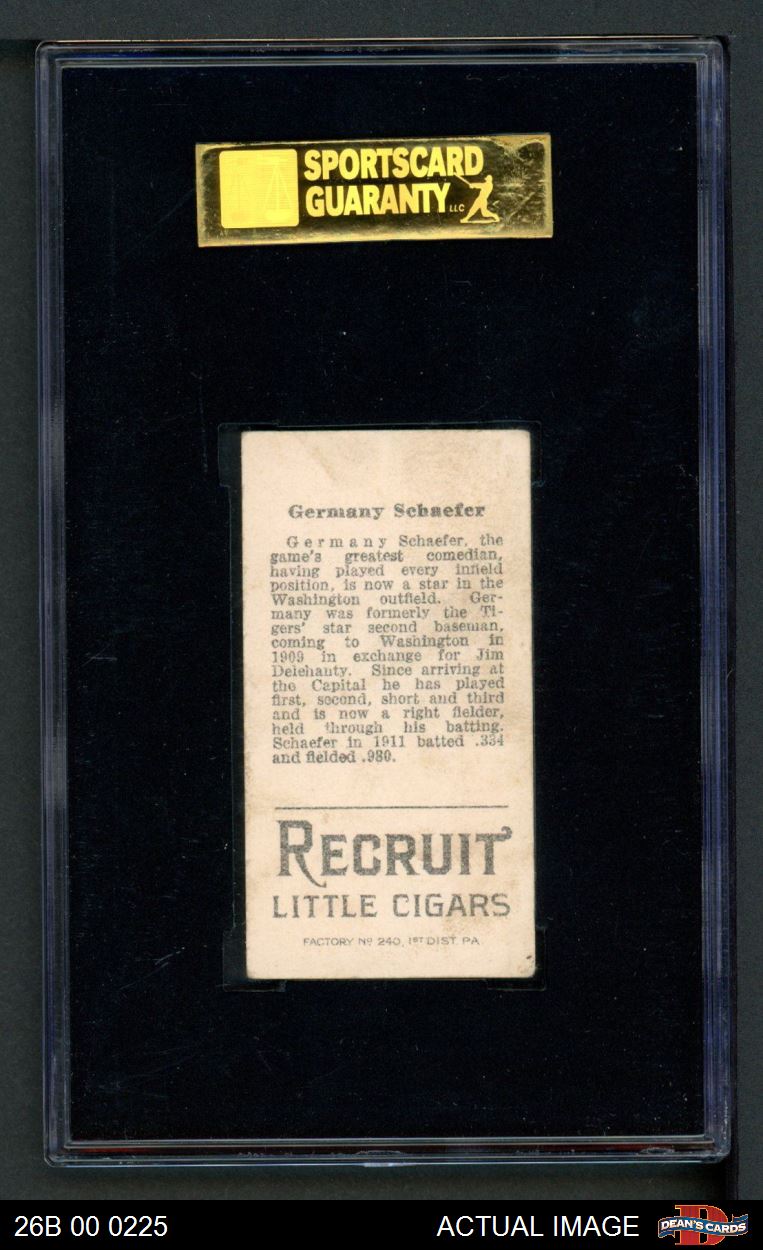 SPORTSCARD
GUARANTY LLC
Germany Schaefer
Germany Schaefer, the
game's greatest comedian,
having played every infield
position, is now a star in the
Washington outfield. Ger-
many was formerly the Ti-
gers' star second baseman,
coming to Washington in
1909 in exchange for Jim
Delehanty. Since arriving at
the Capital he has played
first, second, short and third
and is now a right fielder,
held through his batting.
Schaefer in 1911 batted .334
and fielded .980.
RECRUIT
LITTLE CIGARS
FACTORY No 240, 1ST DIST. PA.
26B 00 0225
ACTUAL IMAGE
DEAN'S CARDS